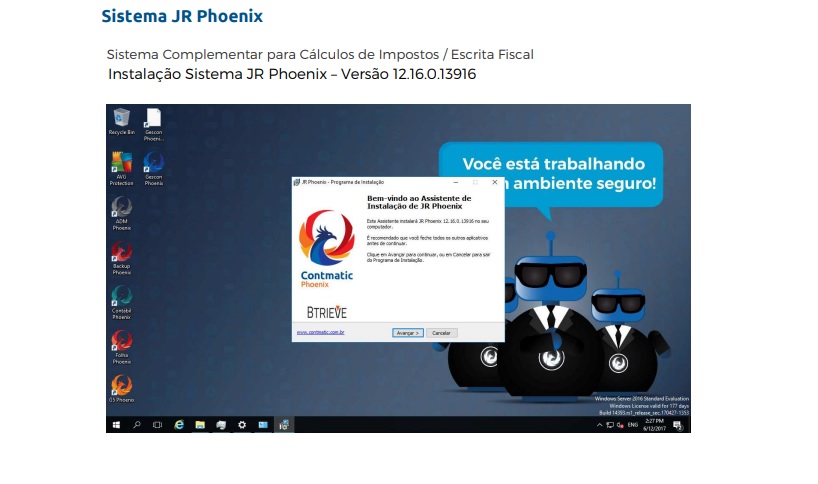 Sistema JR Phoenix
Sistema Complementar para Cálculos de Impostos / Escrita Fiscal
Instalação Sistema JR Phoenix – Versão 12.16.0.13916
Recycle Bin
Gescon
Phoeni...
AVG
Protection
Gescon
Phoenix
ADM
Phoenix
Backup
Phoenix
Contábil
Phoenix
Folha
Phoenix
G5 Phoenix
Você está trabalhando
ambiente seguro!
JR Phoenix - Programa de Instalação
Bem-vindo ao Assistente de
Instalação de JR Phoenix
Este Assistente instalará JR Phoenix 12.16.0.13916 no seu
computador.
É recomendado que você feche todos os outros aplicativos
antes de continuar.
Clique em Avançar para continuar, ou em Cancelar para sair
do Programa de Instalação.
Contmatic
Phoenix
BTRIEVE
www.contmatic.com.br
Avançar >
Cancelar
Windows Server 2016 Standard Evaluation
Windows License valid for 177 days
Build 14393.rs1_release_sec.170427-1353
ENG
2:27 PM
6/12/2017